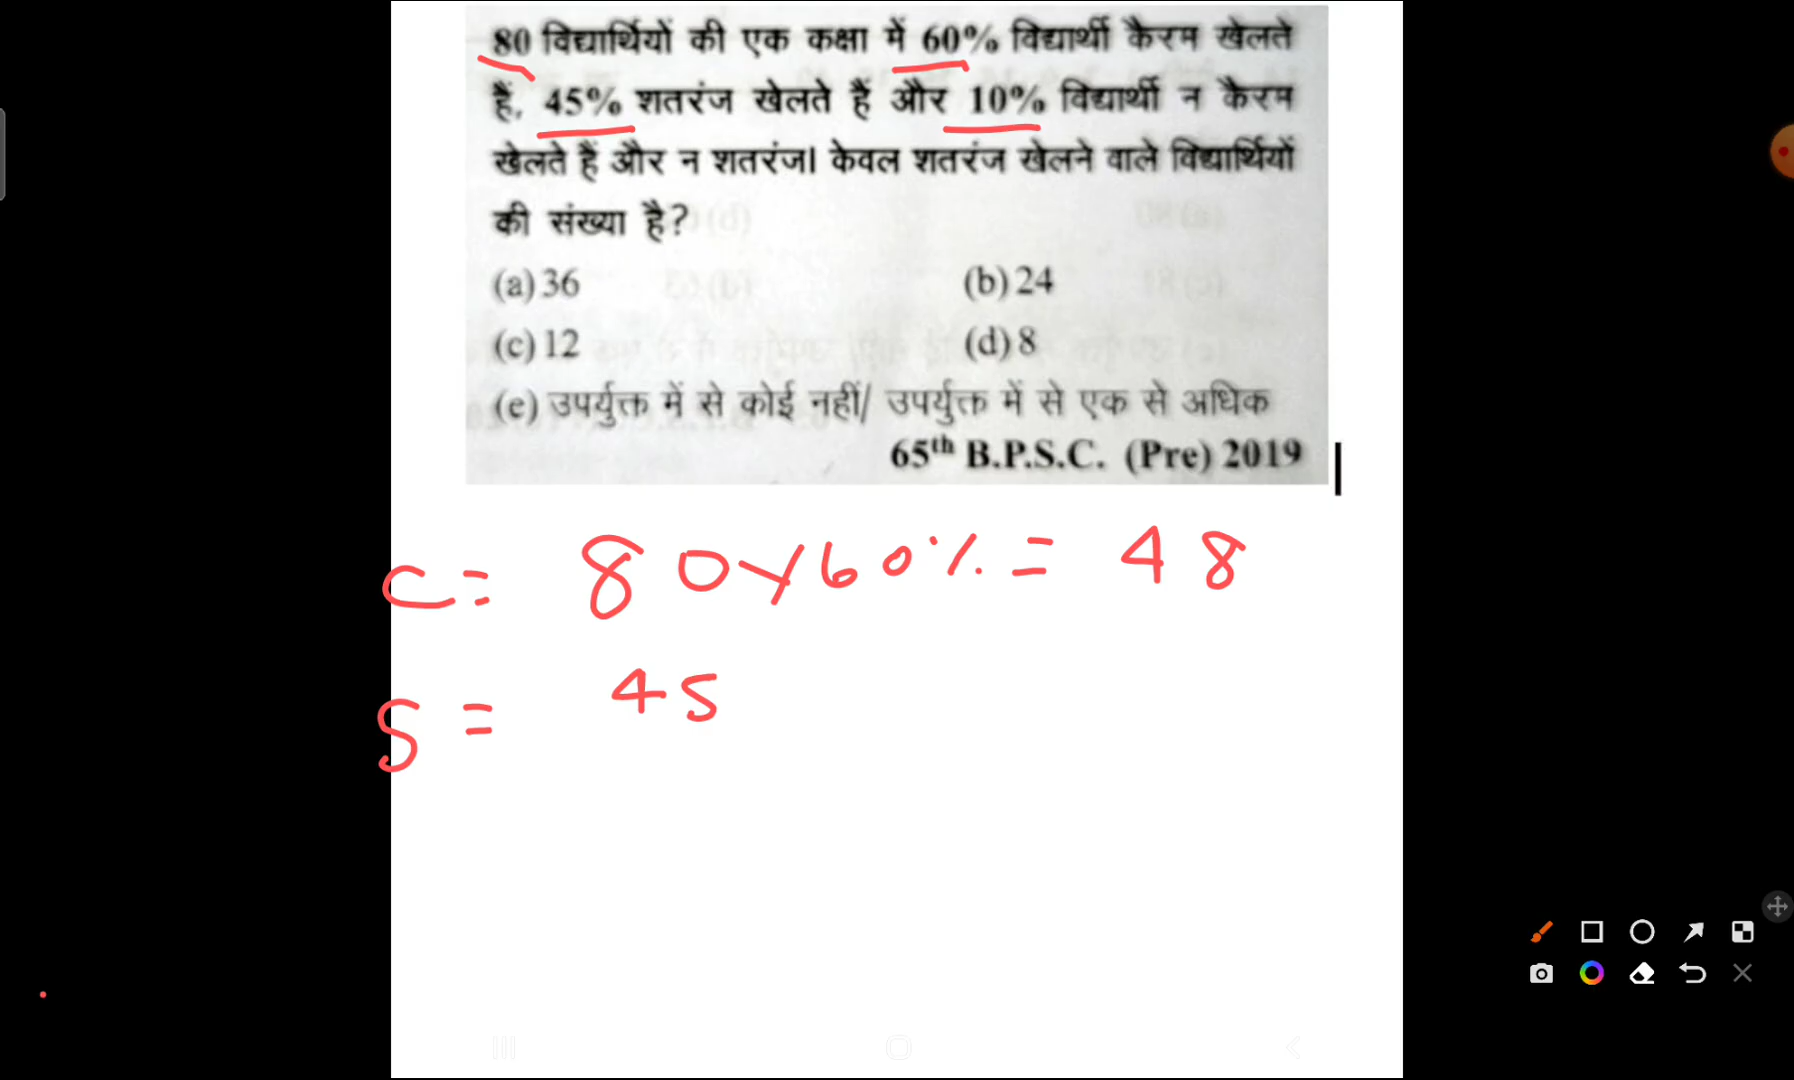 80 विद्यार्थियों की एक कक्षा में 60% विद्यार्थी कैरम खेलते
हैं, 45% शतरंज खेलते हैं और 10% विद्यार्थी न कैरम
खेलते हैं और न शतरंज। केवल शतरंज खेलने वाले विद्यार्थियों
की संख्या है?
(a) 36 (b) 24
(c) 12 (d) 8
(e) उपर्युक्त में से कोई नहीं/ उपर्युक्त में से एक से अधिक
65th B.P.S.C. (Pre) 2019
C = 80 × 60% = 48
S = 45